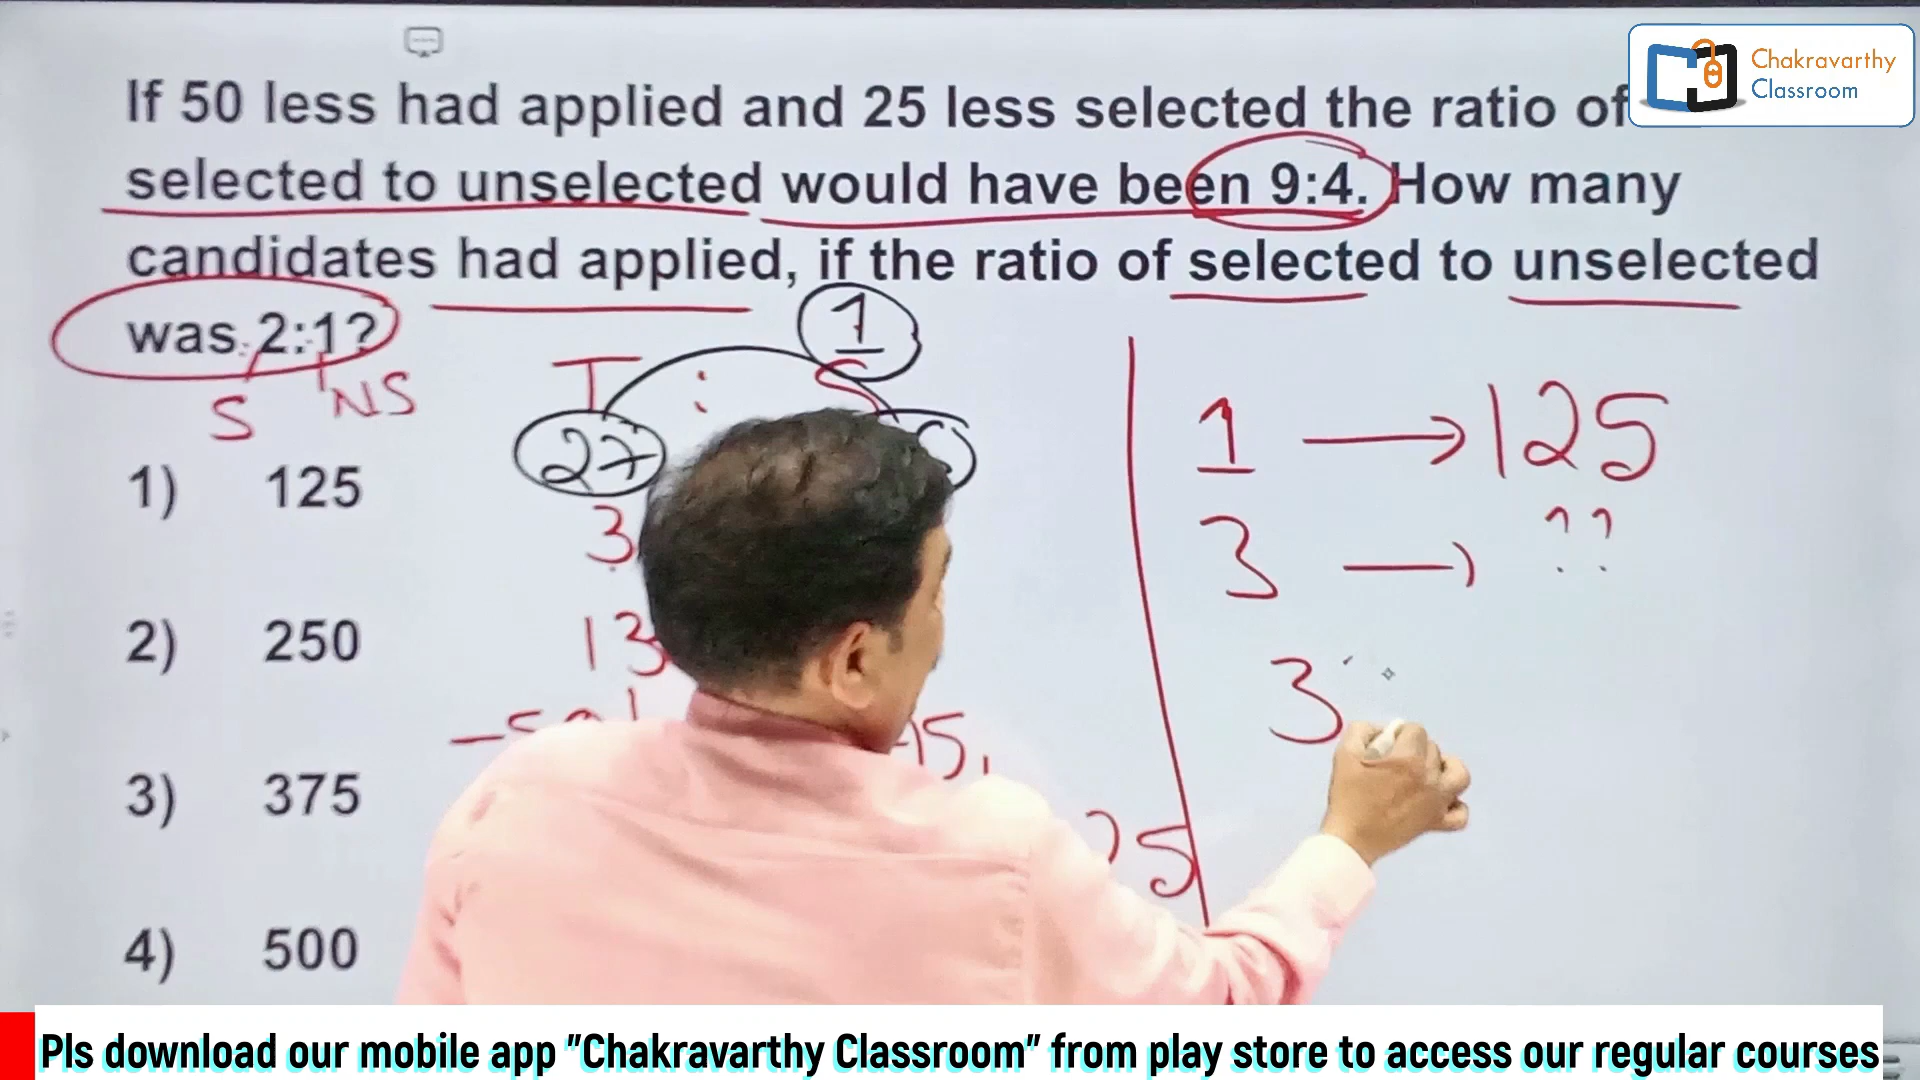 Chakravarthy
Classroom
If 50 less had applied and 25 less selected the ratio of
selected to unselected would have been 9:4. How many
candidates had applied, if the ratio of selected to unselected
was 2:1?
S NS
T : S
1
27
3
13
1) 125
2) 250
3) 375
4) 500
25
1 → 125
3 → ??
3
Pls download our mobile app "Chakravarthy Classroom" from play store to access our regular courses